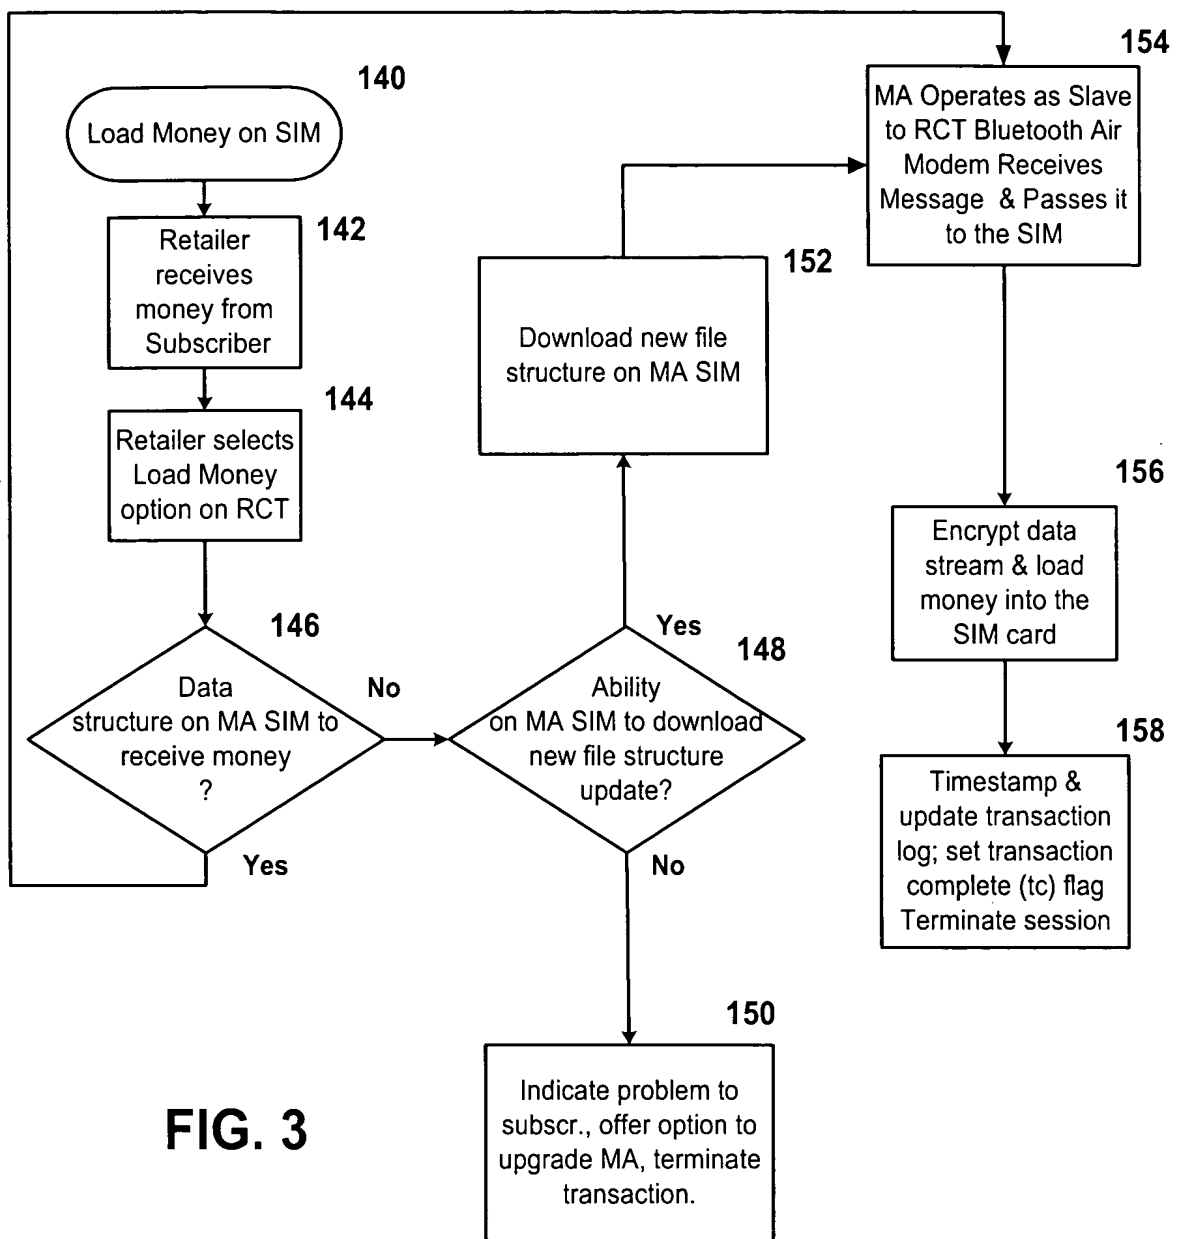 140
Load Money on SIM
142
Retailer
receives
money from
Subscriber
144
Retailer selects
Load Money
option on RCT
146
Data
structure on MA SIM to
receive money
?
No
Yes
148
Ability
on MA SIM to download
new file structure
update?
Yes
No
152
Download new file
structure on MA SIM
150
Indicate problem to
subscr., offer option to
upgrade MA, terminate
transaction.
154
MA Operates as Slave
to RCT Bluetooth Air
Modem Receives
Message & Passes it
to the SIM
156
Encrypt data
stream & load
money into the
SIM card
158
Timestamp &
update transaction
log; set transaction
complete (tc) flag
Terminate session
FIG. 3